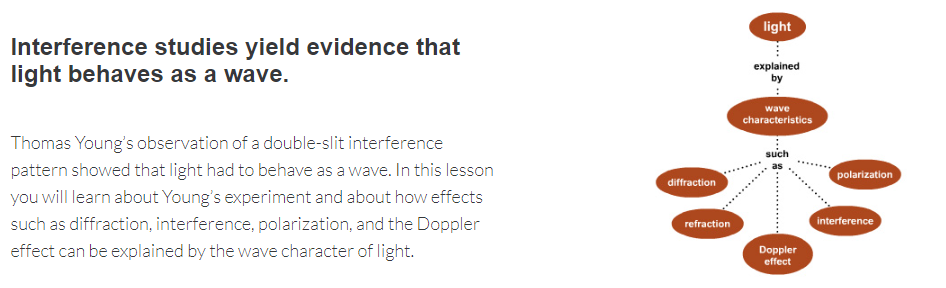 Interference studies yield evidence that
light behaves as a wave.
Thomas Young's observation of a double-slit interference
pattern showed that light had to behave as a wave. In this lesson
you will learn about Young's experiment and about how effects
such as diffraction, interference, polarization, and the Doppler
effect can be explained by the wave character of light.
light
explained
by
wave
characteristics
such
as
diffraction
polarization
refraction
interference
Doppler
effect